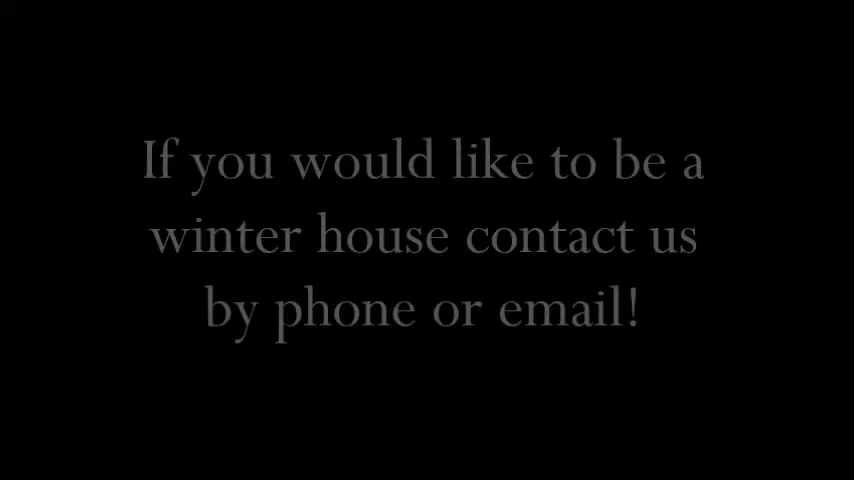 If you would like to be a
winter house contact us
by phone or email!